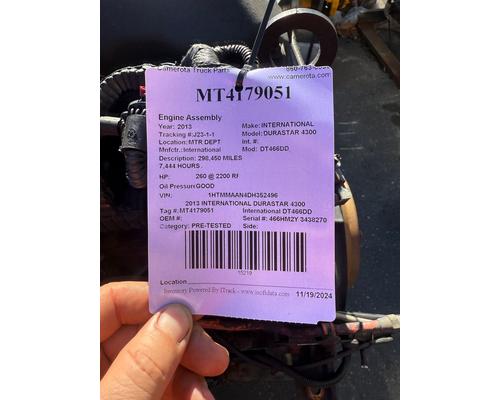 Camerota Truck Parts
www.camerota.com
MT4179051
Engine Assembly
Year: 2013 Make: INTERNATIONAL
Tracking #:J23-1-1 Model: DURASTAR 4300
Location: MTR DEPT Int.#:
Mnfctr.: International Mod: DT466DD
Description: 298,450 MILES
7,444 HOURS
HP: 260 @ 2200 RF
Oil Pressure:GOOD
VIN: 1HTMMAAN4DH352496
2013 INTERNATIONAL DURASTAR 4300
Tag #: MT4179051 International DT466DD
OEM #: Serial #: 466HM2Y 3438270
Category: PRE-TESTED Side:
15219
Location
Inventory Powered By ITrack - www.isoftdata.com 11/19/2024